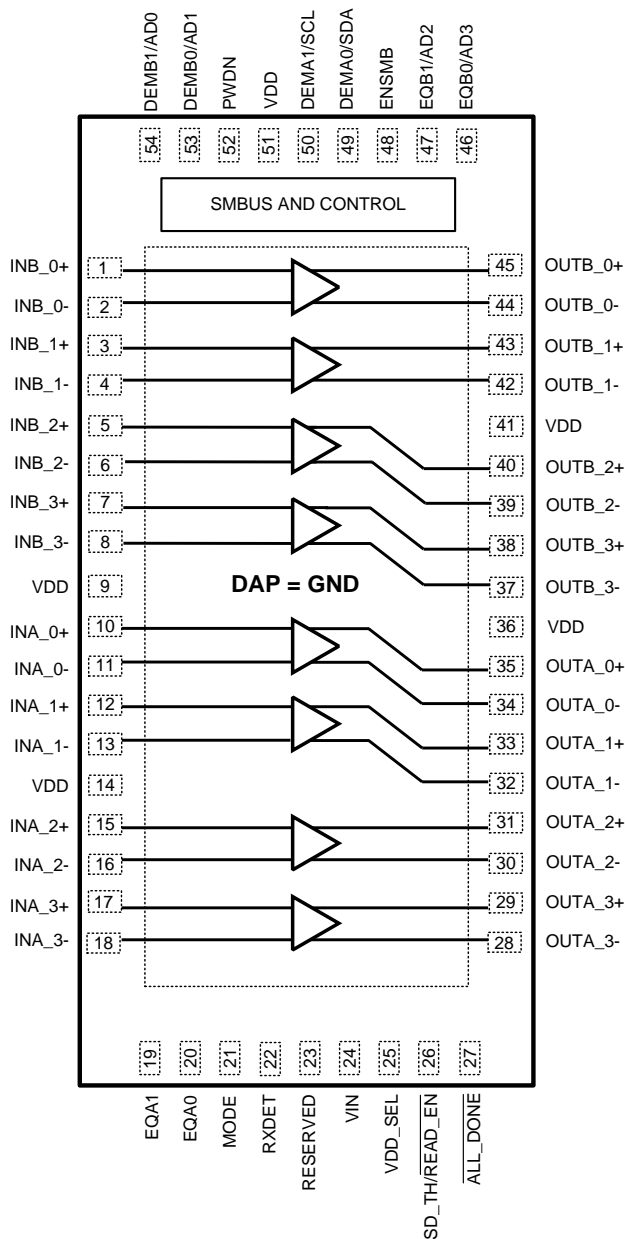 DEMB1/AD0
DEMB0/AD1
PWDN
VDD
DEMA1/SCL
DEMA0/SDA
ENSMB
EQB1/AD2
EQB0/AD3
54
53
52
51
50
49
48
47
46
SMBUS AND CONTROL
INB_0+ 1 45 OUTB_0+
INB_0- 2 44 OUTB_0-
INB_1+ 3 43 OUTB_1+
INB_1- 4 42 OUTB_1-
INB_2+ 5 41 VDD
INB_2- 6 40 OUTB_2+
INB_3+ 7 39 OUTB_2-
INB_3- 8 38 OUTB_3+
VDD 9 DAP = GND 37 OUTB_3-
INA_0+ 10 36 VDD
INA_0- 11 35 OUTA_0+
INA_1+ 12 34 OUTA_0-
INA_1- 13 33 OUTA_1+
VDD 14 32 OUTA_1-
INA_2+ 15 31 OUTA_2+
INA_2- 16 30 OUTA_2-
INA_3+ 17 29 OUTA_3+
INA_3- 18 28 OUTA_3-
19
20
21
22
23
24
25
26
27
EQA1
EQA0
MODE
RXDET
RESERVED
VIN
VDD_SEL
SD_TH/READ_EN
ALL_DONE